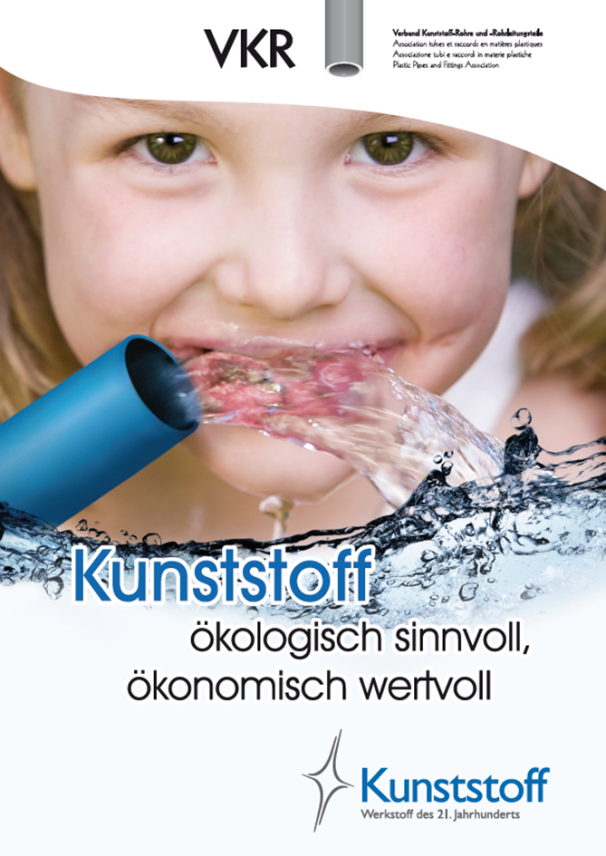 VKR
Verband Kunststoff-Rohre und -Rohrleitungsteile
Association tubes et raccords en matières plastiques
Associazione tubi e raccordi in materie plastiche
Plastic Pipes and Fittings Association
Kunststoff
ökologisch sinnvoll,
ökonomisch wertvoll
Kunststoff
Werkstoff des 21. Jahrhunderts